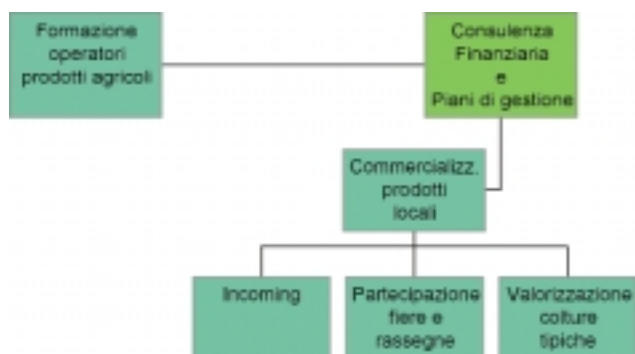 Formazione
operatori
prodotti agricoli
Consulenza
Finanziaria
e
Piani di gestione
Commercializz.
prodotti
locali
Incoming
Partecipazione
fiere e
rassegne
Valorizzazione
colture
tipiche